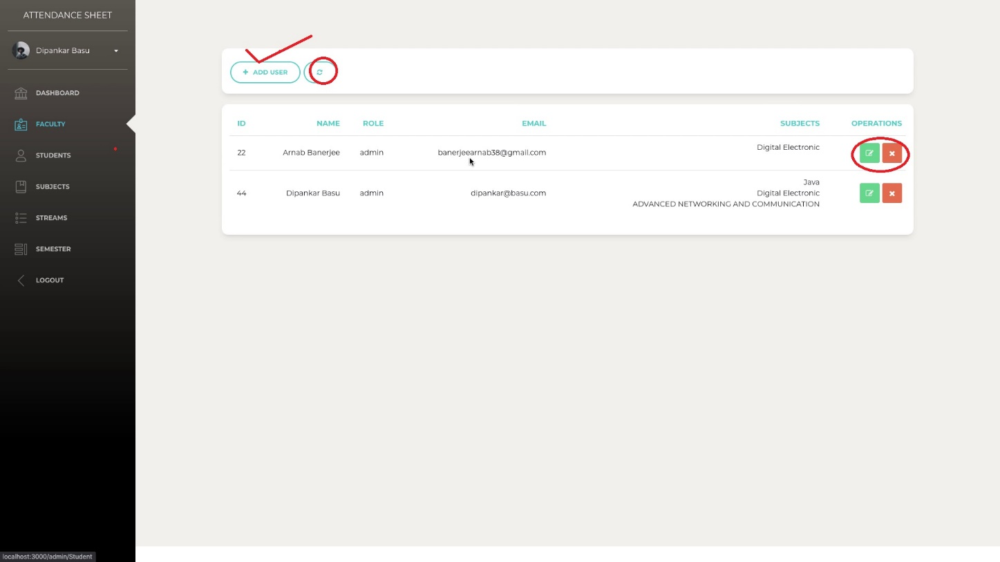 ATTENDANCE SHEET
Dipankar Basu
DASHBOARD
FACULTY
STUDENTS
SUBJECTS
STREAMS
SEMESTER
LOGOUT
+ ADD USER
ID NAME ROLE EMAIL SUBJECTS OPERATIONS
22 Arnab Banerjee admin banerjeearnab38@gmail.com Digital Electronic
44 Dipankar Basu admin dipankar@basu.com Java
Digital Electronic
ADVANCED NETWORKING AND COMMUNICATION
localhost:3000/admin/Student